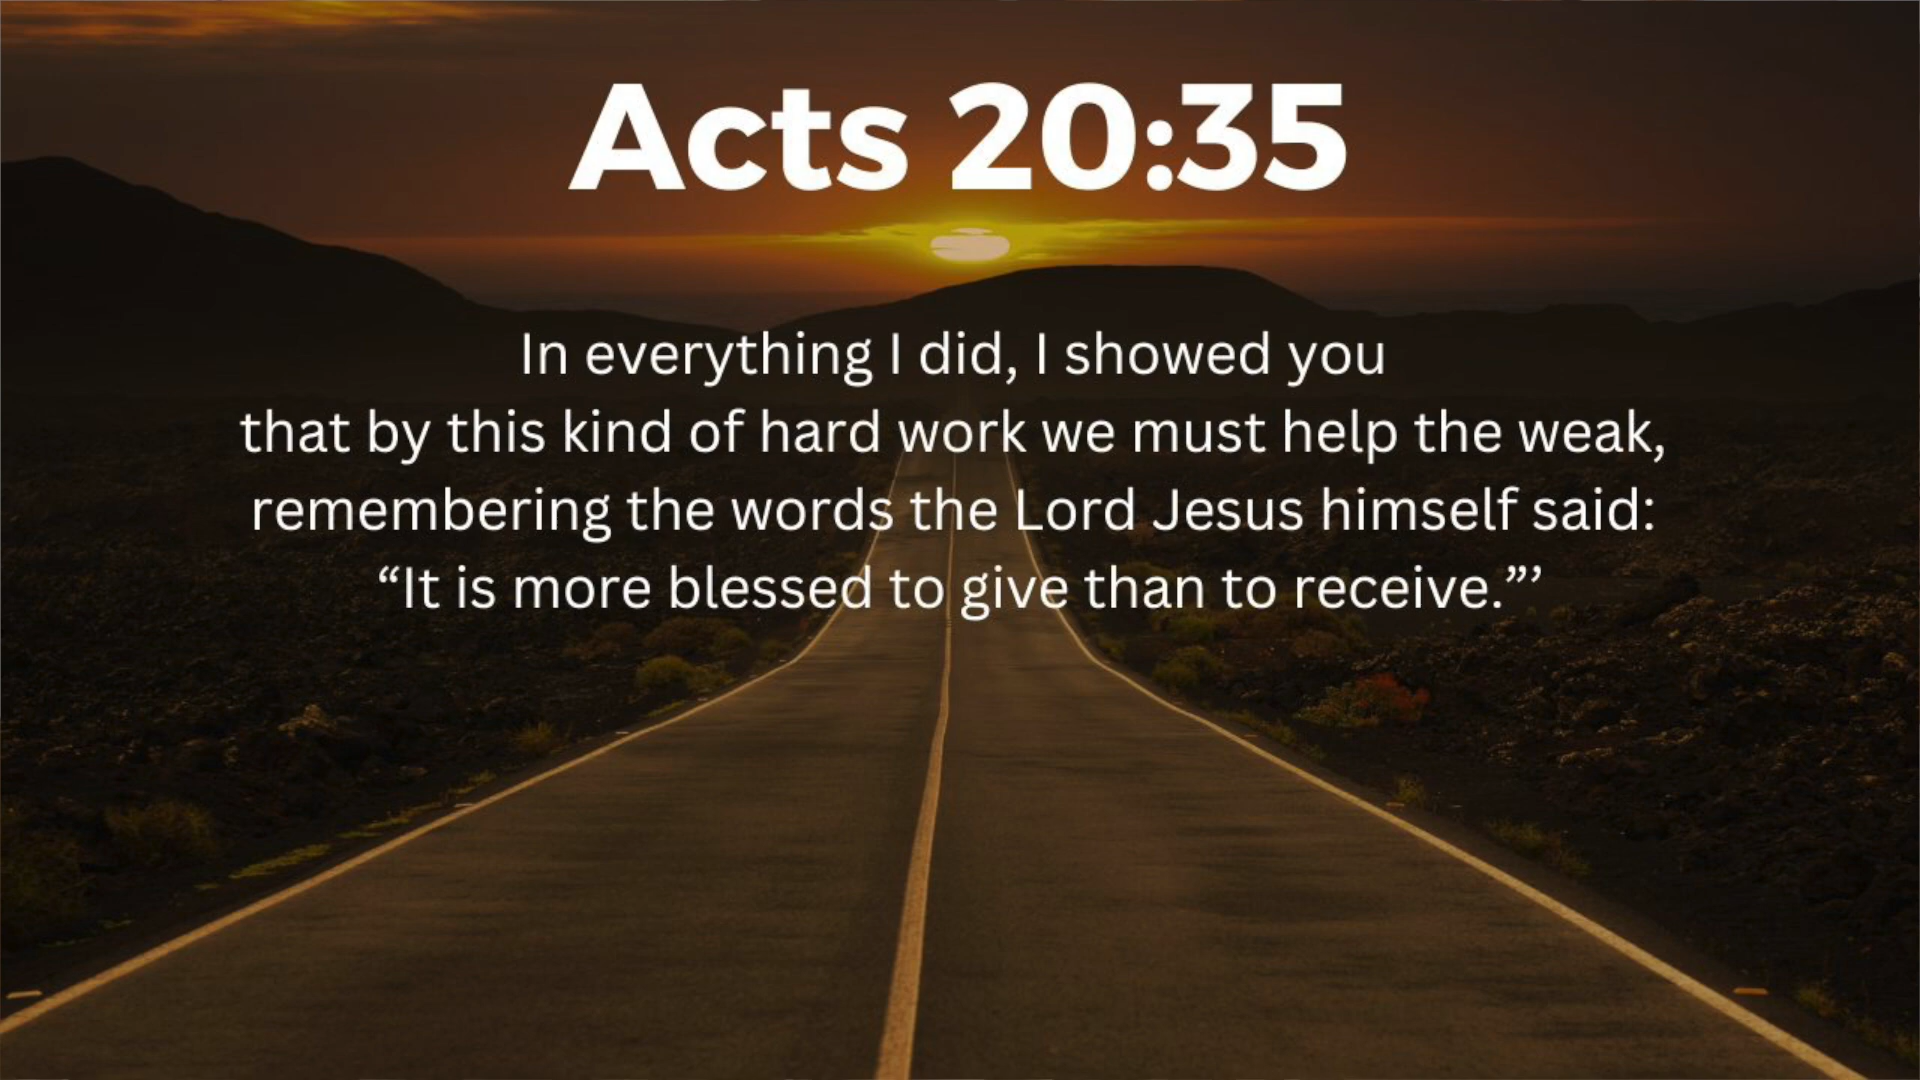 Acts 20:35
In everything I did, I showed you
that by this kind of hard work we must help the weak,
remembering the words the Lord Jesus himself said:
“It is more blessed to give than to receive.”’